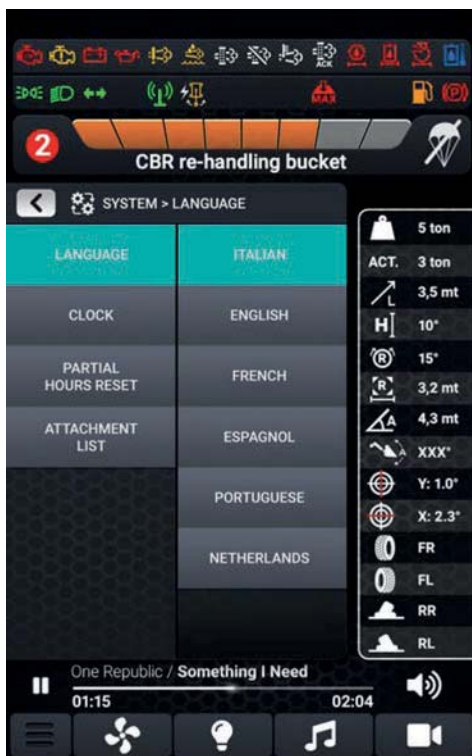 ACK
MAX
2
CBR re-handling bucket
SYSTEM > LANGUAGE
LANGUAGE
CLOCK
PARTIAL
HOURS RESET
ATTACHMENT
LIST
ITALIAN
ENGLISH
FRENCH
ESPAGNOL
PORTUGUESE
NETHERLANDS
5 ton
ACT. 3 ton
L 3,5 mt
H 10°
R 15°
R 3,2 mt
A 4,3 mt
A XXX°
Y: 1.0°
X: 2.3°
FR
FL
RR
RL
One Republic / Something I Need
01:15 02:04